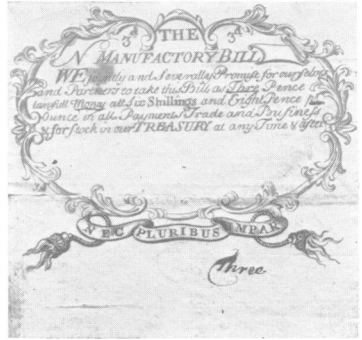 3d THE 3d
N MANUFACTORY BILL
WE jointly and Severally Promise for our selves
and Partners to take this Bill as Three Pence
lawfull Money att Six Shillings and Eight Pence
ounce in all Payments Trade and Business
& for Stock in our TREASURY at any Time & after
NEC PLURIBUS IMPAR
Three